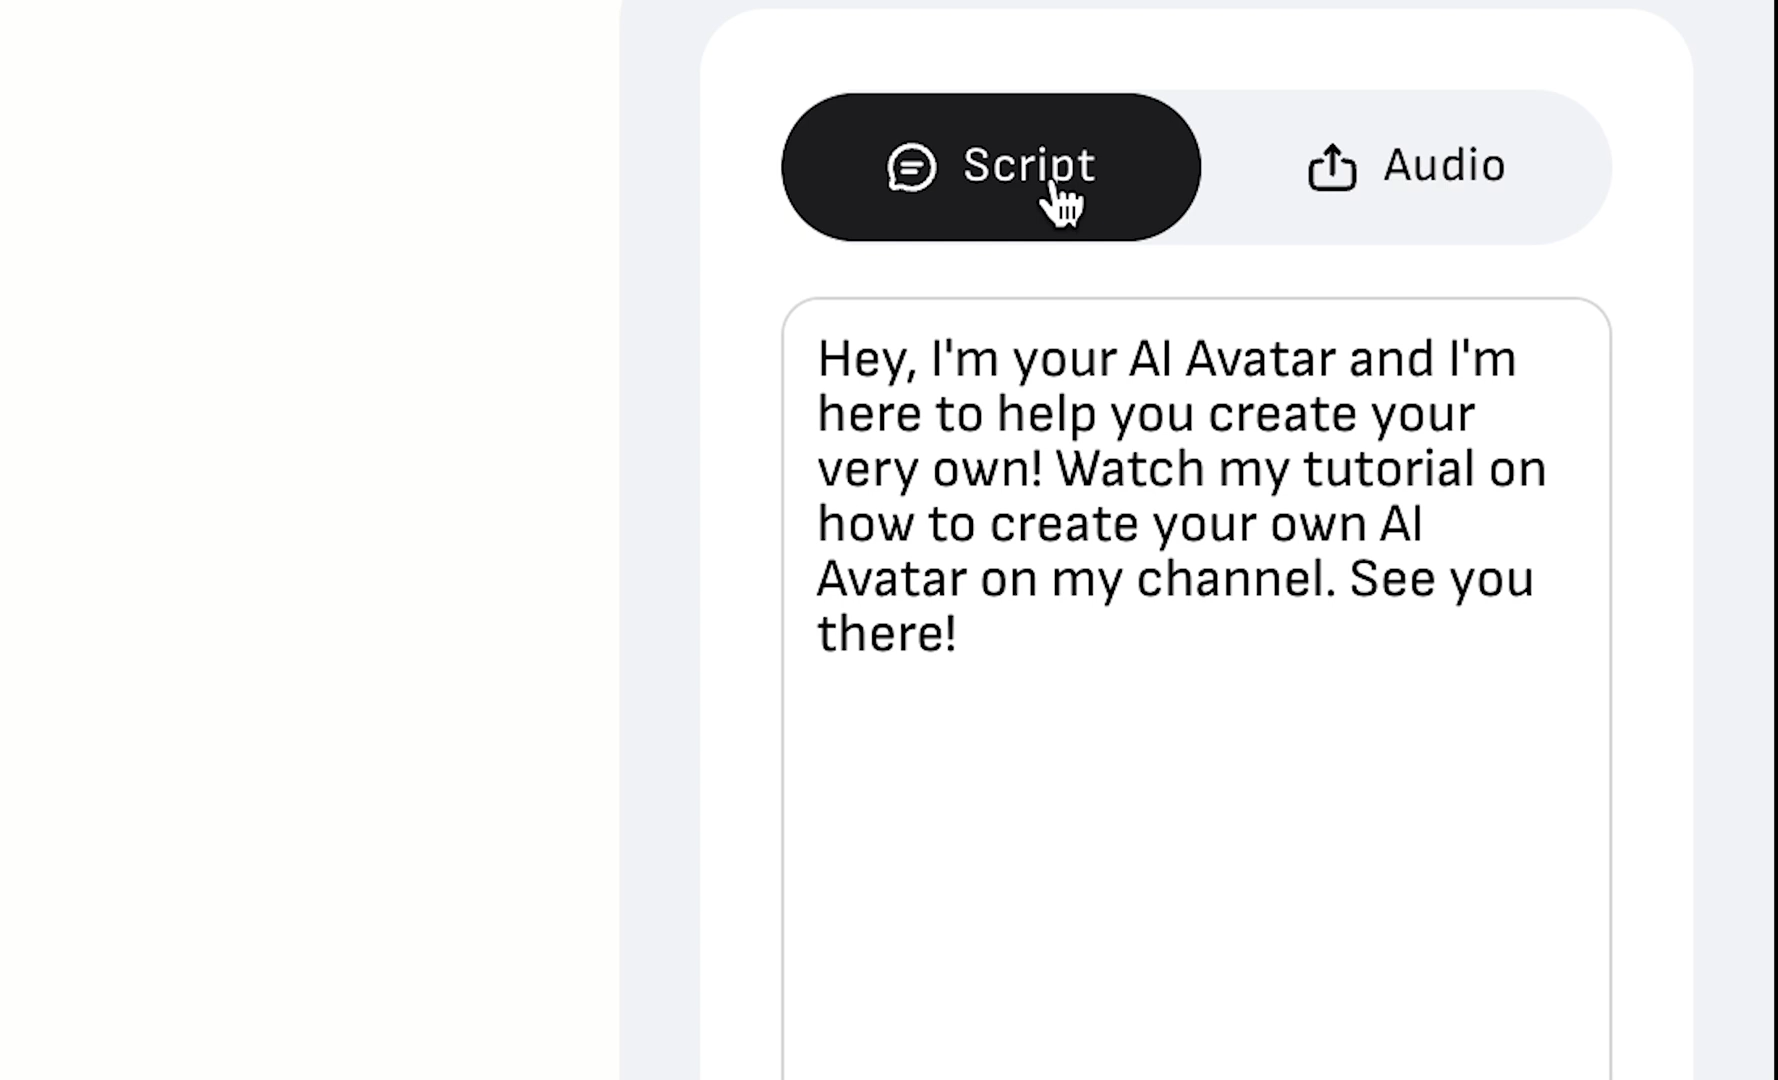 Script
Audio
Hey, I'm your AI Avatar and I'm
here to help you create your
very own! Watch my tutorial on
how to create your own AI
Avatar on my channel. See you
there!